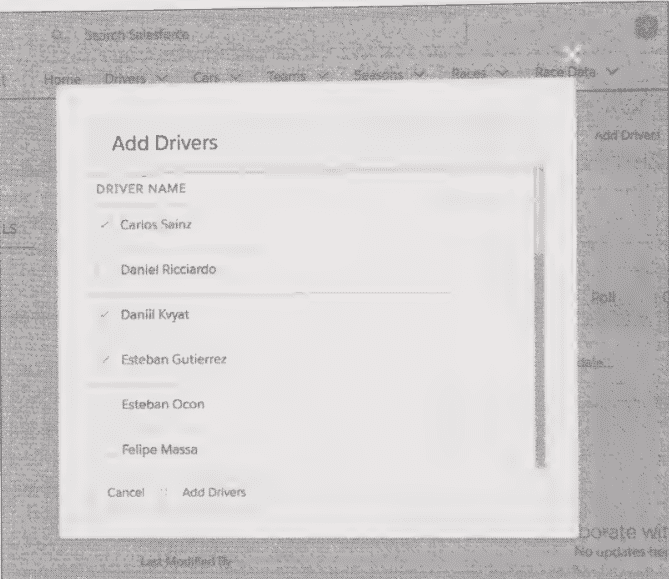 Search Salesforce
Home Drivers Cars Teams Seasons Races Race Data
Add Drivers
Add Drivers
LS
DRIVER NAME
Carlos Sainz
Daniel Ricciardo
Daniil Kvyat
Roll
Esteban Gutierrez
date...
Esteban Ocon
Felipe Massa
Cancel Add Drivers
borate wit
No updates her
Last Modified By